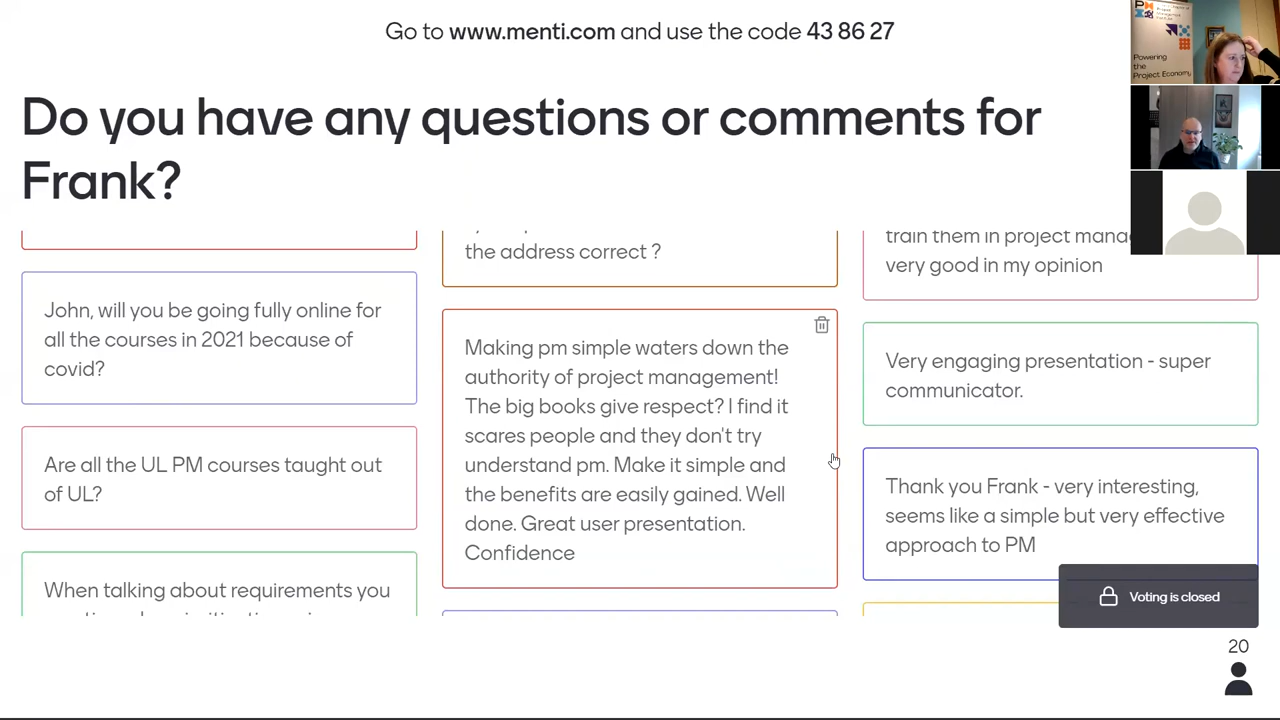 Go to www.menti.com and use the code 43 86 27
Do you have any questions or comments for
Frank?
John, will you be going fully online for
all the courses in 2021 because of
covid?
Are all the UL PM courses taught out
of UL?
When talking about requirements you
the address correct ?
Making pm simple waters down the
authority of project management!
The big books give respect? I find it
scares people and they don't try
understand pm. Make it simple and
the benefits are easily gained. Well
done. Great user presentation.
Confidence
train them in project
very good in my opinion
Very engaging presentation - super
communicator.
Thank you Frank - very interesting,
seems like a simple but very effective
approach to PM
Voting is closed
20
Powering
the
Project Economy